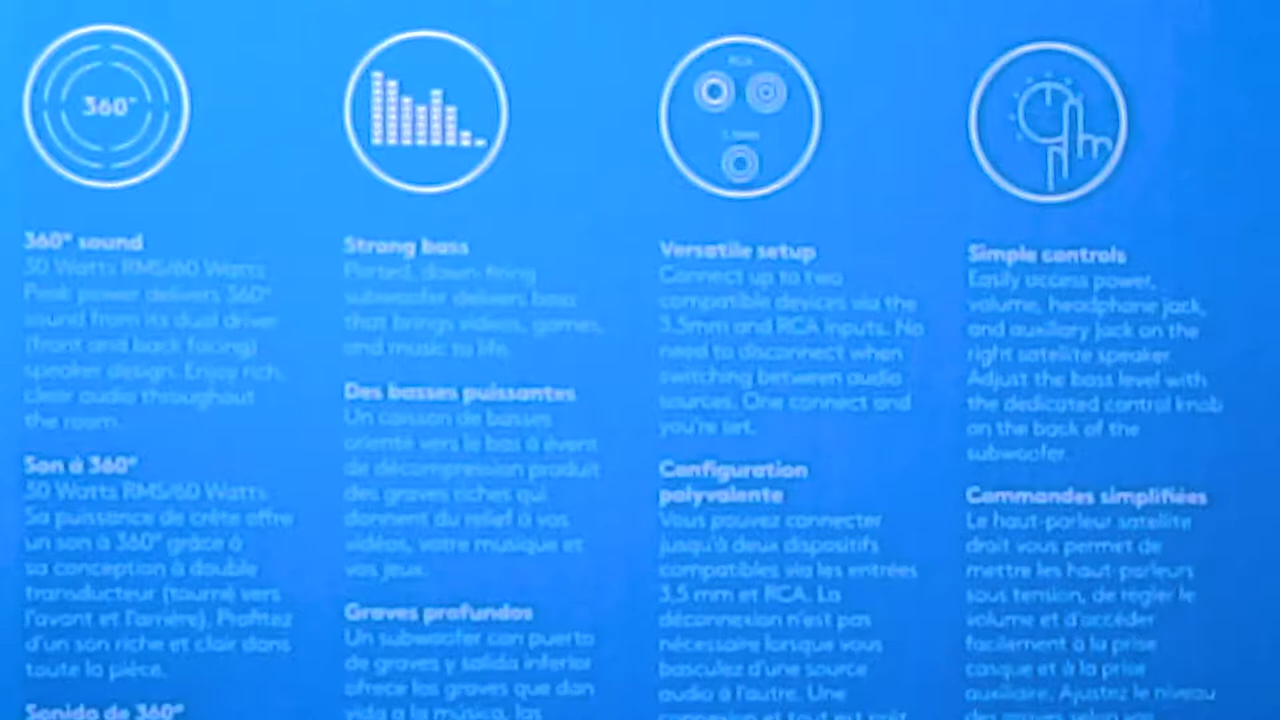 360°
360° sound
30 Watts RMS/60 Watts
Peak power delivers 360°
sound from its dual driver
(front and back facing)
speaker design. Enjoy rich,
clear audio throughout
the room.
Son à 360°
30 Watts RMS/60 Watts
Sa puissance de crête offre
un son à 360° grâce à
sa conception à double
transducteur (tourné vers
l'avant et l'arrière). Profitez
d'un son riche et clair dans
toute la pièce.
Sonido de 360°
Strong bass
Ported, down-firing
subwoofer delivers bass
that brings videos, games,
and music to life.
Des basses puissantes
Un caisson de basses
orienté vers le bas à évent
de décompression produit
des graves riches qui
donnent du relief à vos
vidéos, votre musique et
vos jeux.
Graves profundos
Un subwoofer con puerto
de graves y salida inferior
ofrece los graves que dan
vida a la música, las
RCA
3.5mm
Versatile setup
Connect up to two
compatible devices via the
3.5mm and RCA inputs. No
need to disconnect when
switching between audio
sources. One connect and
you're set.
Configuration
polyvalente
Vous pouvez connecter
jusqu'à deux dispositifs
compatibles via les entrées
3,5 mm et RCA. La
déconnexion n'est pas
nécessaire lorsque vous
basculez d'une source
audio à l'autre. Une
connexion et tout est prêt.
Simple controls
Easily access power,
volume, headphone jack,
and auxiliary jack on the
right satellite speaker.
Adjust the bass level with
the dedicated control knob
on the back of the
subwoofer.
Commandes simplifiées
Le haut-parleur satellite
droit vous permet de
mettre les haut-parleurs
sous tension, de régler le
volume et d'accéder
facilement à la prise
casque et à la prise
auxiliaire. Ajustez le niveau
des graves